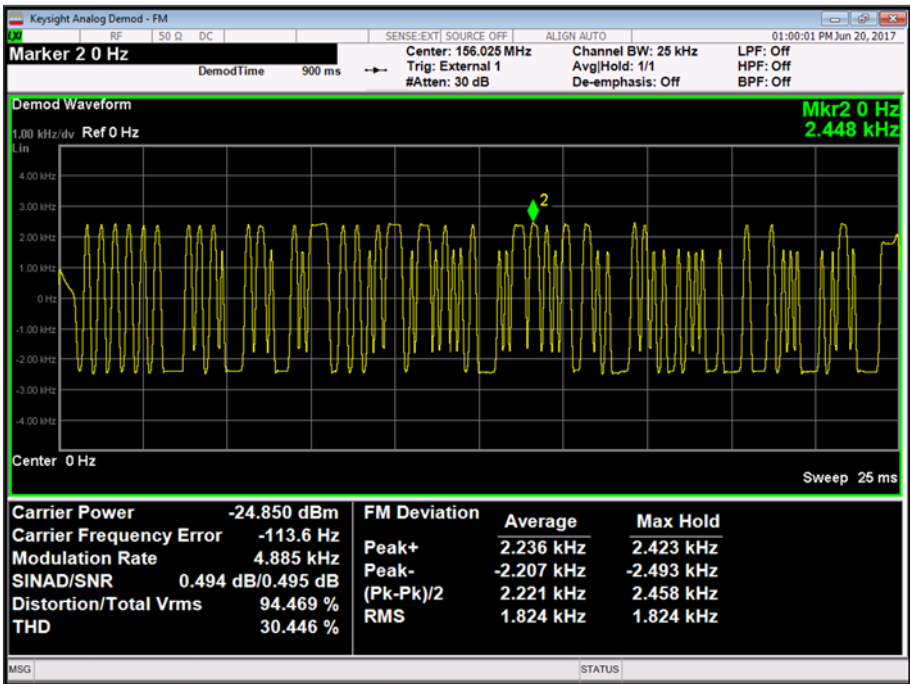 Keysight Analog Demod - FM
LXI RF 50 Ω DC SENSE:EXT SOURCE OFF ALIGN AUTO 01:00:01 PM Jun 20, 2017
Marker 2 0 Hz
DemodTime 900 ms
Center: 156.025 MHz Channel BW: 25 kHz LPF: Off
Trig: External 1 Avg|Hold: 1/1 HPF: Off
#Atten: 30 dB De-emphasis: Off BPF: Off
Demod Waveform
Mkr2 0 Hz
2.448 kHz
1.00 kHz/dv Ref 0 Hz
Lin
4.00 kHz
3.00 kHz
2
2.00 kHz
1.00 kHz
0 Hz
-1.00 kHz
-2.00 kHz
-3.00 kHz
-4.00 kHz
Center 0 Hz
Sweep 25 ms
Carrier Power -24.850 dBm
Carrier Frequency Error -113.6 Hz
Modulation Rate 4.885 kHz
SINAD/SNR 0.494 dB/0.495 dB
Distortion/Total Vrms 94.469 %
THD 30.446 %
FM Deviation Average Max Hold
Peak+ 2.236 kHz 2.423 kHz
Peak- -2.207 kHz -2.493 kHz
(Pk-Pk)/2 2.221 kHz 2.458 kHz
RMS 1.824 kHz 1.824 kHz
MSG STATUS